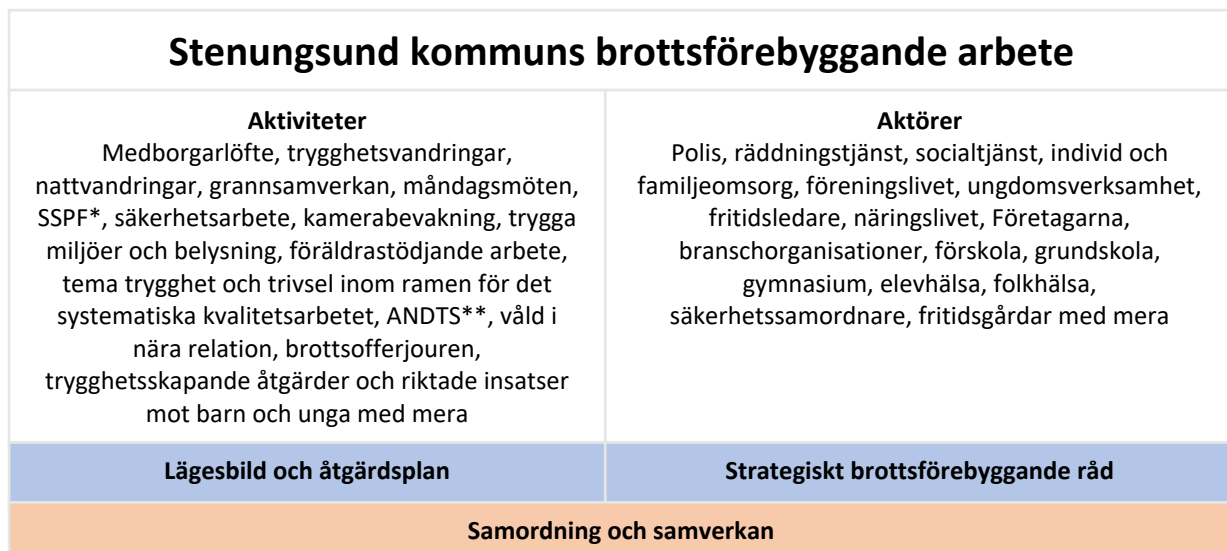 Stenungsund kommuns brottsförebyggande arbete
Aktiviteter
Medborgarlöfte, trygghetsvandringar,
nattvandringar, grannsamverkan, måndagsmöten,
SSPF*, säkerhetsarbete, kamerabevakning, trygga
miljöer och belysning, föräldrastödjande arbete,
tema trygghet och trivsel inom ramen för det
systematiska kvalitetsarbetet, ANDTS**, våld i
nära relation, brottsofferjouren,
trygghetsskapande åtgärder och riktade insatser
mot barn och unga med mera
Aktörer
Polis, räddningstjänst, socialtjänst, individ och
familjeomsorg, föreningslivet, ungdomsverksamhet,
fritidsledare, näringslivet, Företagarna,
branschorganisationer, förskola, grundskola,
gymnasium, elevhälsa, folkhälsa,
säkerhetssamordnare, fritidsgårdar med mera
Lägesbild och åtgärdsplan
Strategiskt brottsförebyggande råd
Samordning och samverkan